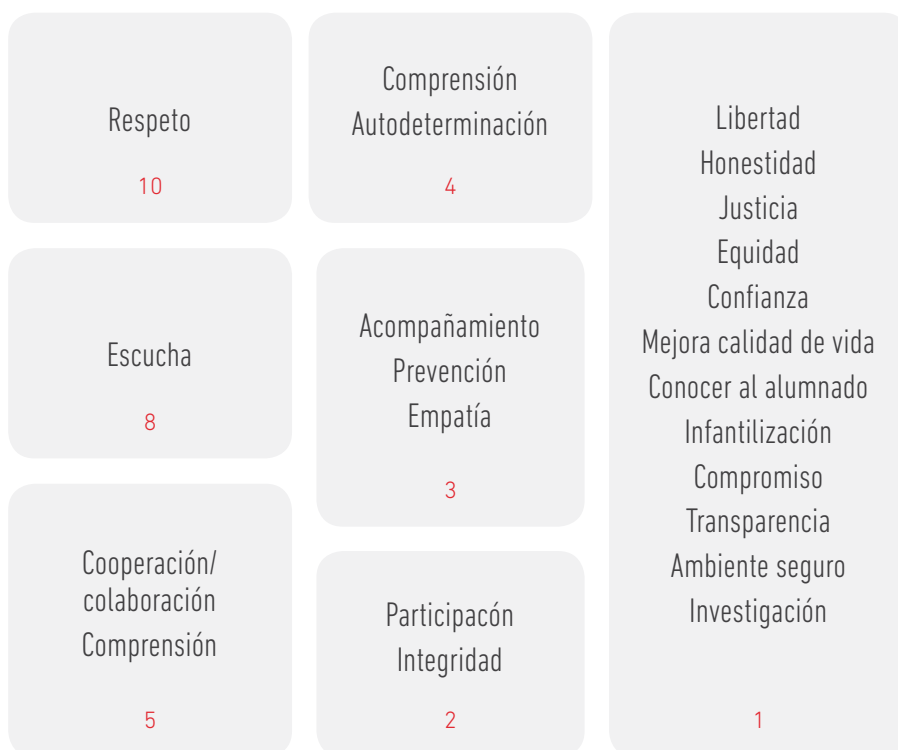 Respeto
10
Comprensión
Autodeterminación
4
Escucha
8
Acompañamiento
Prevención
Empatía
3
Cooperación/
colaboración
Comprensión
5
Participacón
Integridad
2
Libertad
Honestidad
Justicia
Equidad
Confianza
Mejora calidad de vida
Conocer al alumnado
Infantilización
Compromiso
Transparencia
Ambiente seguro
Investigación
1